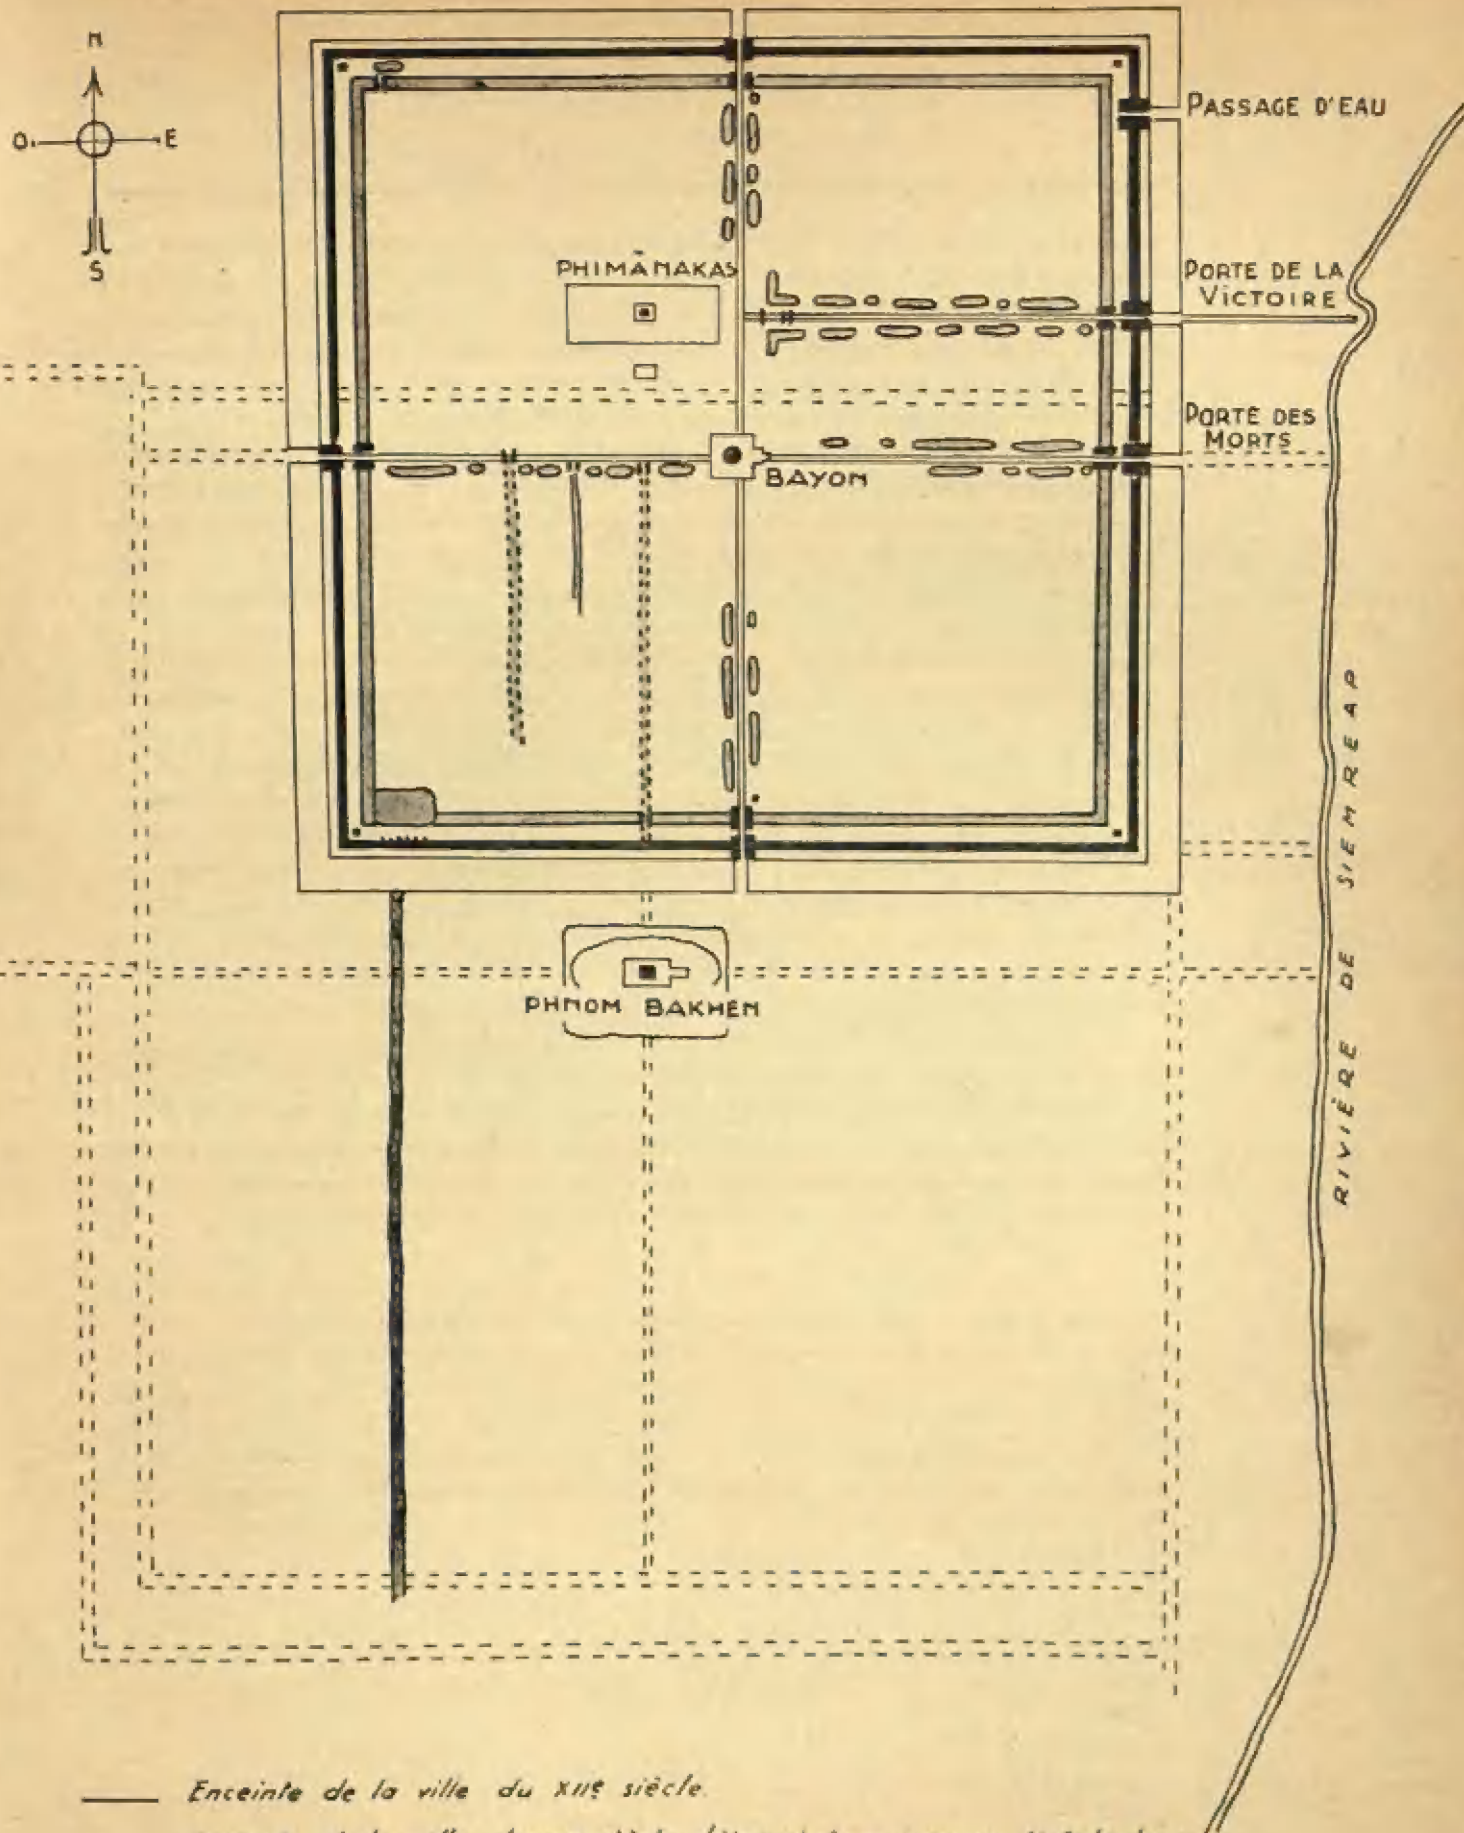 N
O.
E
S
PASSAGE D'EAU
PHIMĀNAKAS
PORTE DE LA
VICTOIRE
PORTE DES
MORTS
BAYON
RIVIÈRE DE SIEMREAP
PHNOM BAKHEN
Enceinte de la ville du XIIe siècle.